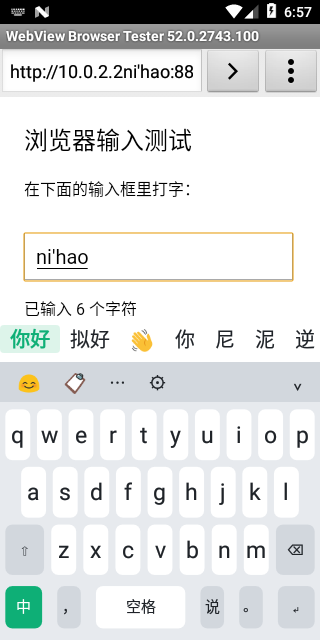 6:57
WebView Browser Tester 52.0.2743.100
http://10.0.2.2ni'hao:88
浏览器输入测试
在下面的输入框里打字：
ni'hao
已输入 6 个字符
你好 拟好 👋 你 尼 泥 逆
q w e r t y u i o p
a s d f g h j k l
z x c v b n m
中 ， 空格 说 。